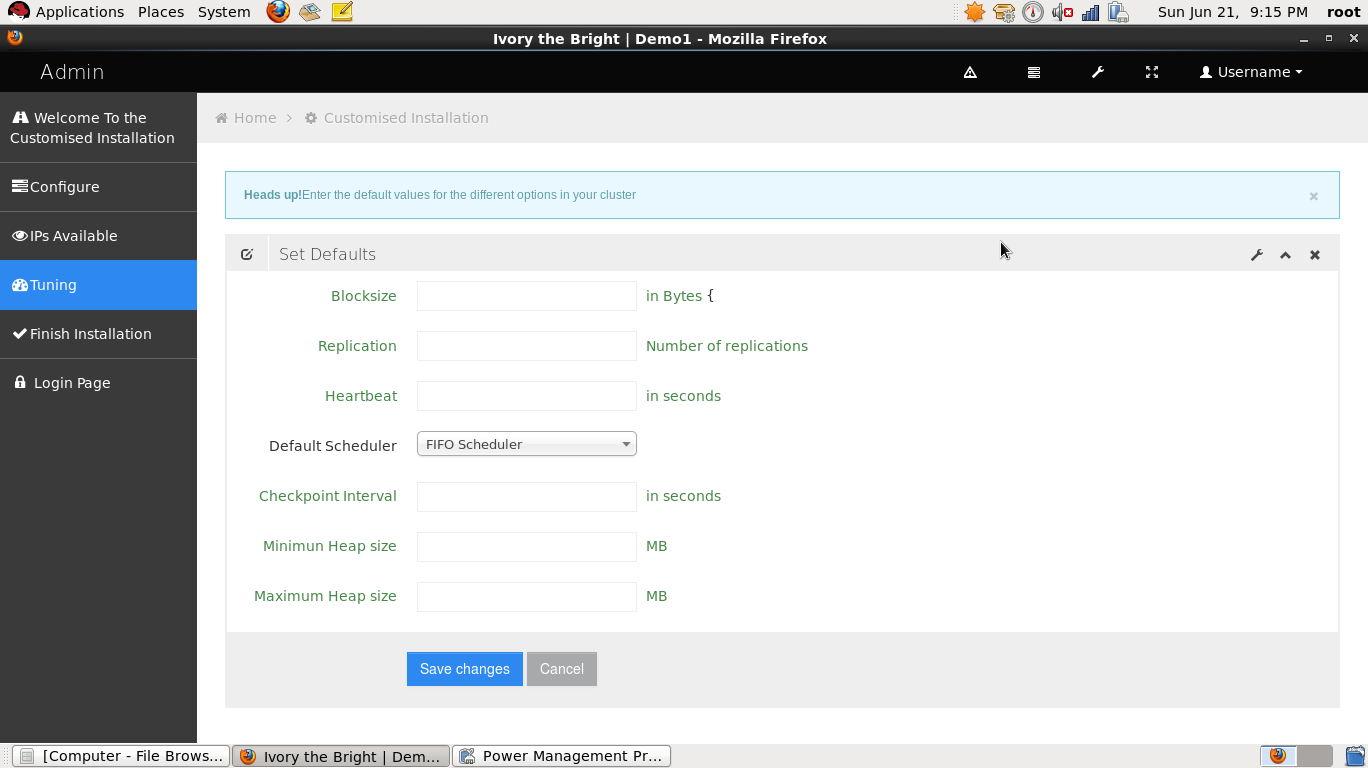 Applications Places System
Sun Jun 21, 9:15 PM root
Ivory the Bright | Demo1 - Mozilla Firefox
Admin
Username
Welcome To the
Customised Installation
Configure
IPs Available
Tuning
Finish Installation
Login Page
Home > Customised Installation
Heads up!Enter the default values for the different options in your cluster ×
Set Defaults
Blocksize in Bytes {
Replication Number of replications
Heartbeat in seconds
Default Scheduler FIFO Scheduler
Checkpoint Interval in seconds
Minimun Heap size MB
Maximum Heap size MB
Save changes Cancel
[Computer - File Brows... Ivory the Bright | Dem... Power Management Pr...